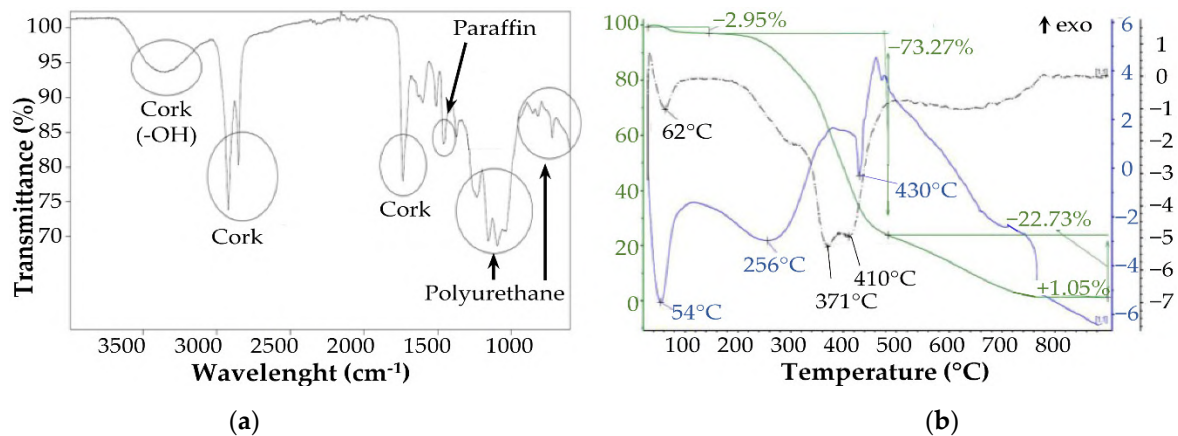 100
95
90
85
80
75
70
Transmittance (%)
Cork
(-OH)
Cork
Cork
Paraffin
Polyurethane
3500 3000 2500 2000 1500 1000
Wavelenght (cm⁻¹)
(a)
100
80
60
40
20
0
−2.95%
−73.27%
−22.73%
+1.05%
↑ exo
62°C
54°C
256°C
430°C
371°C
410°C
6
4
2
0
−2
−4
−6
1
0
−1
−2
−3
−4
−5
−6
−7
100 200 300 400 500 600 700 800
Temperature (°C)
(b)